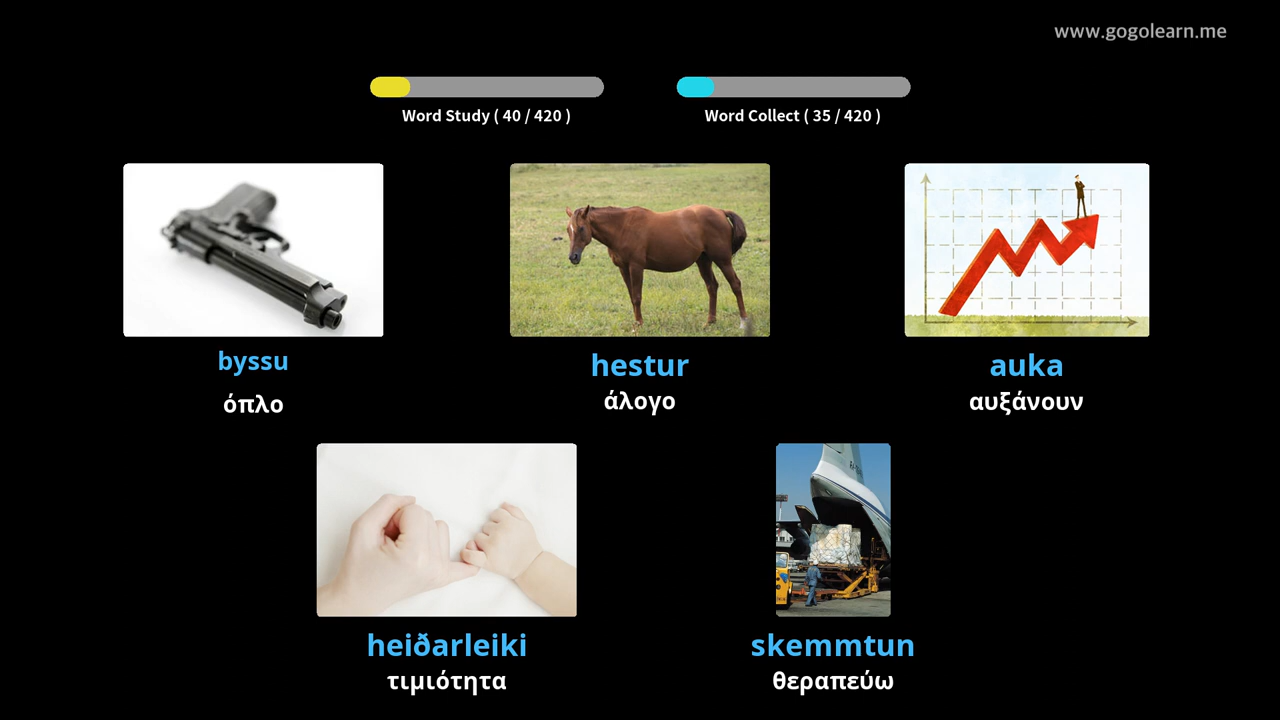 www.gogolearn.me
Word Study ( 40 / 420 )
Word Collect ( 35 / 420 )
byssu
όπλο
hestur
άλογο
auka
αυξάνουν
heiðarleiki
τιμιότητα
skemmtun
θεραπεύω